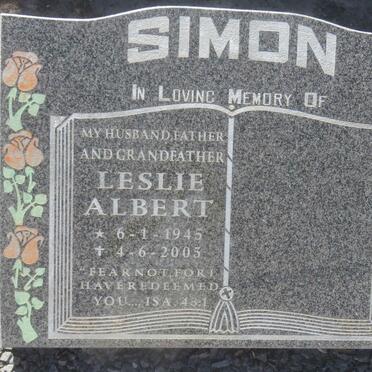 SIMON
IN LOVING MEMORY OF
MY HUSBAND, FATHER
AND GRANDFATHER
LESLIE
ALBERT
★ 6-1-1945
✝ 4-6-2005
"FEAR NOT, FOR I
HAVE REDEEMED
YOU... ISA. 43:1